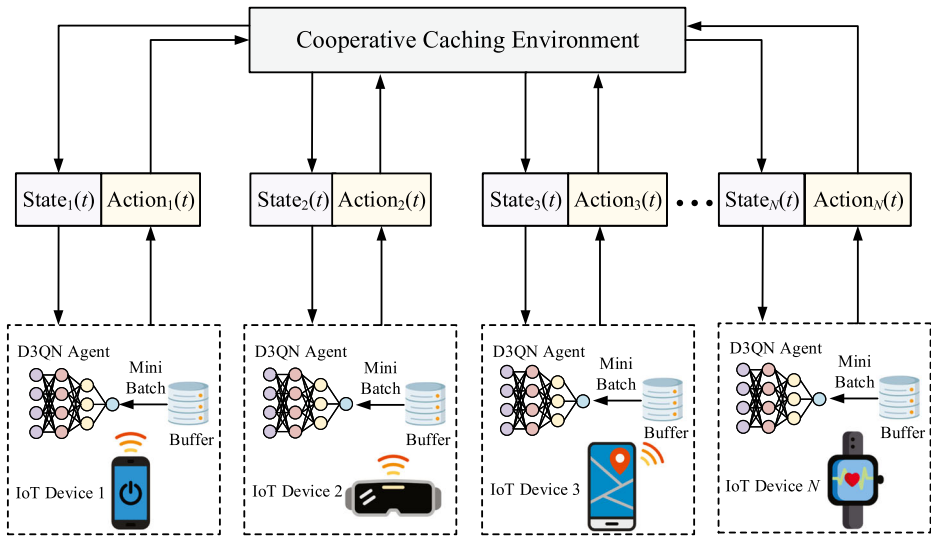 Cooperative Caching Environment
State₁(t) Action₁(t) State₂(t) Action₂(t) State₃(t) Action₃(t) ••• State_N(t) Action_N(t)
D3QN Agent
Mini
Batch
Buffer
IoT Device 1
D3QN Agent
Mini
Batch
Buffer
IoT Device 2
D3QN Agent
Mini
Batch
Buffer
IoT Device 3
D3QN Agent
Mini
Batch
Buffer
IoT Device N